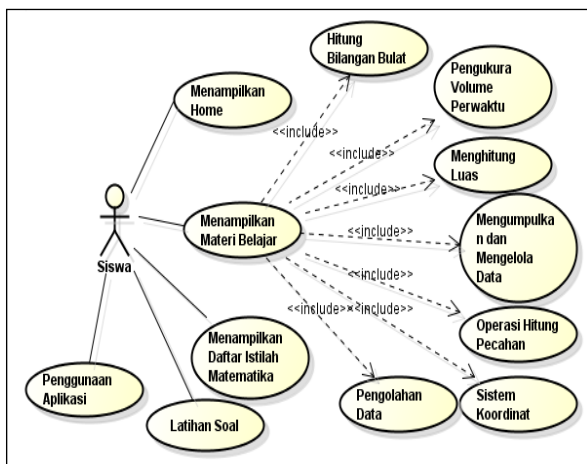 Hitung
Bilangan Bulat
Pengukura
Volume
Perwaktu
Menampilkan
Home
<<include>>
<<include>>
Menghitung
Luas
<<include>>
Menampilkan
Materi Belajar
<<include>>
Mengumpulka
n dan
Mengelola
Data
Siswa
<<include>>
<<include>>
<<include>>
Operasi Hitung
Pecahan
Menampilkan
Daftar Istilah
Matematika
Penggunaan
Aplikasi
Pengolahan
Data
Sistem
Koordinat
Latihan Soal